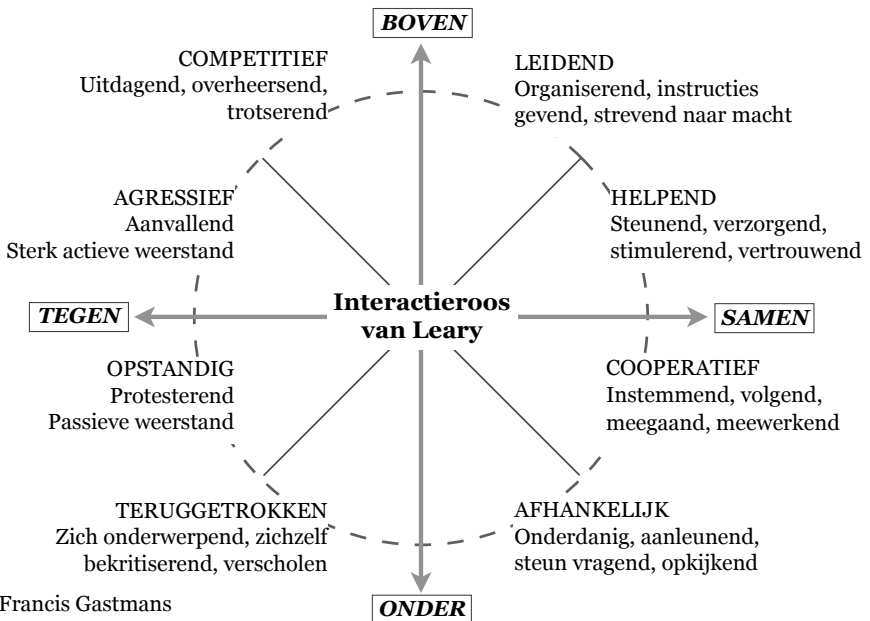 BOVEN
COMPETITIEF
Uitdagend, overheersend,
trotserend
LEIDEND
Organiserend, instructies
gevend, strevend naar macht
AGRESSIEF
Aanvallend
Sterk actieve weerstand
HELPEND
Steunend, verzorgend,
stimulerend, vertrouwend
TEGEN
Interactieroos
van Leary
SAMEN
OPSTANDIG
Protesterend
Passieve weerstand
COOPERATIEF
Instemmend, volgend,
meegaand, meewerkend
TERUGGETROKKEN
Zich onderwerpend, zichzelf
bekritiserend, verscholen
AFHANKELIJK
Onderdanig, aanleunend,
steun vragend, opkijkend
Francis Gastmans
ONDER